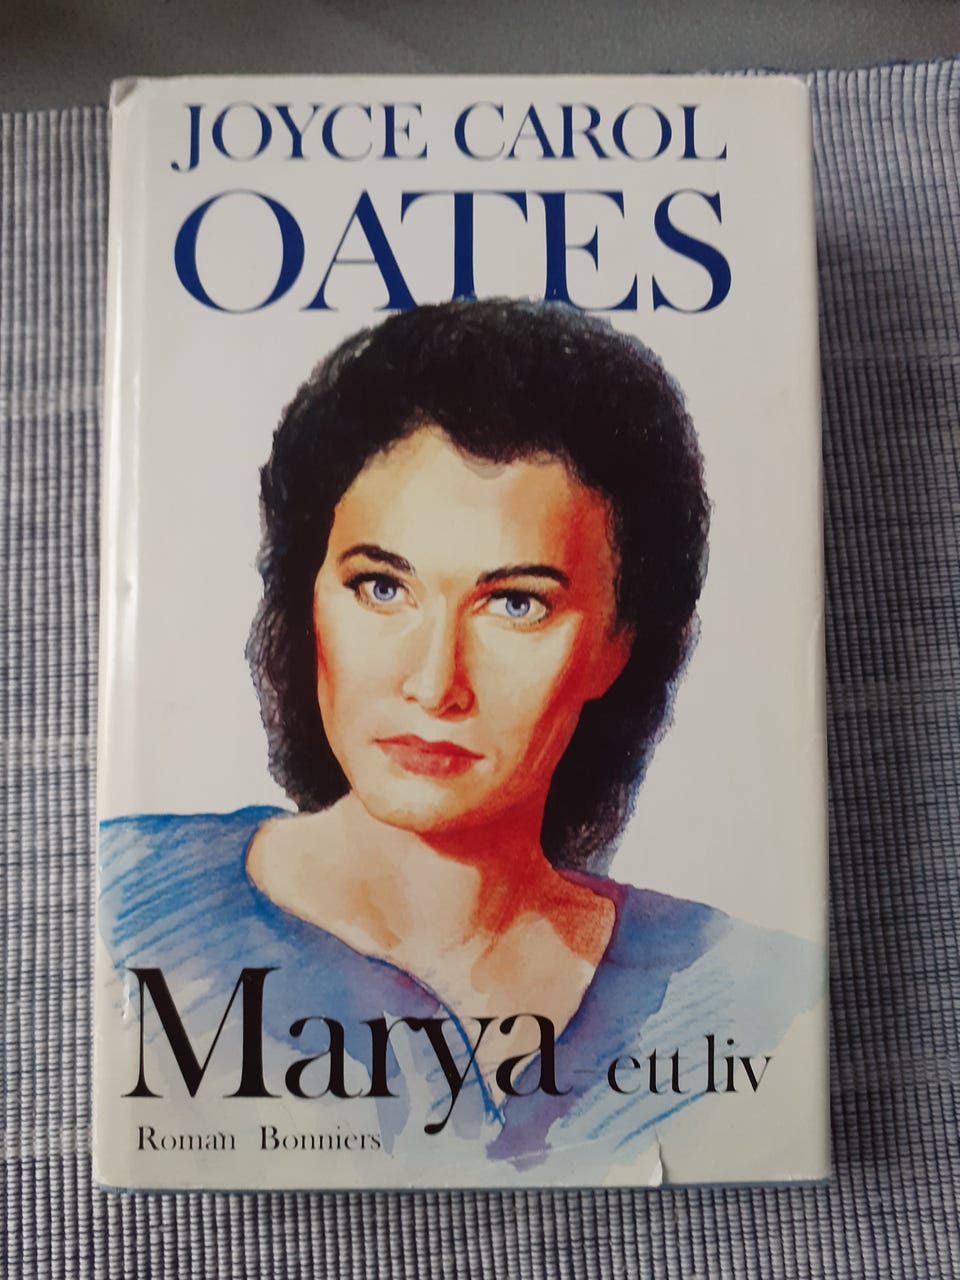 JOYCE CAROL
OATES
Marya – ett liv
Roman Bonniers